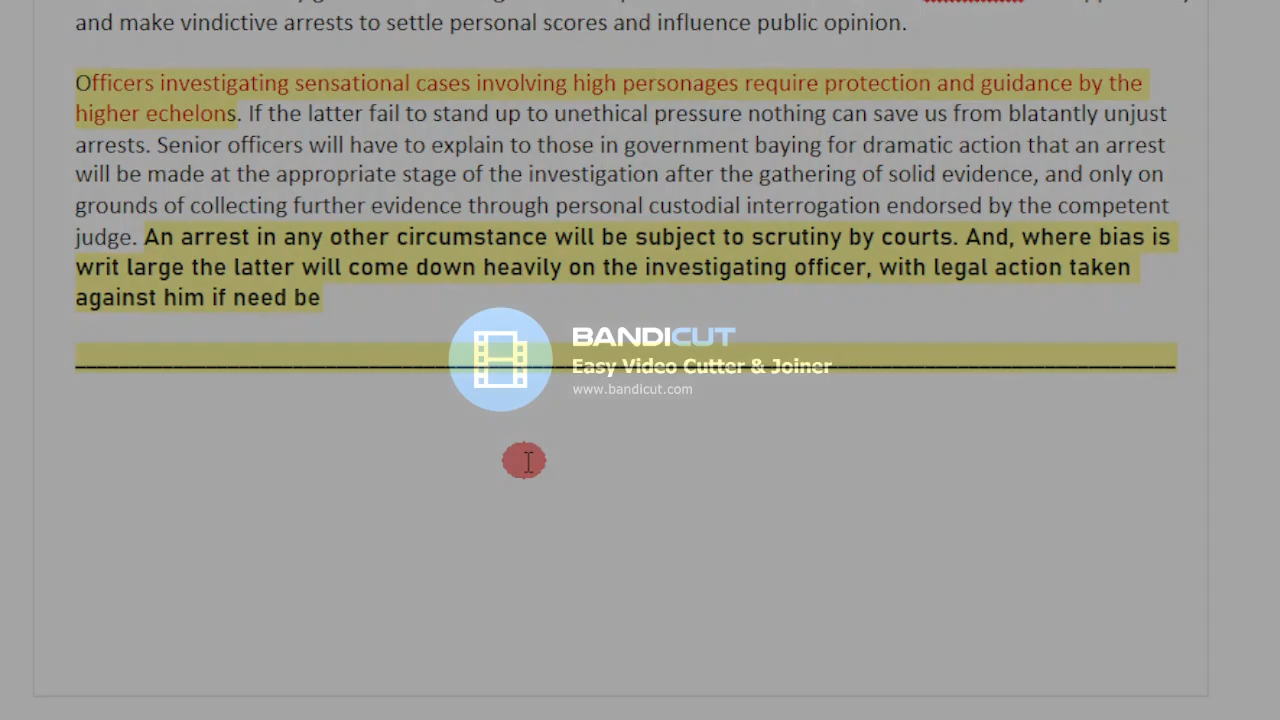 and make vindictive arrests to settle personal scores and influence public opinion.
Officers investigating sensational cases involving high personages require protection and guidance by the
higher echelons. If the latter fail to stand up to unethical pressure nothing can save us from blatantly unjust
arrests. Senior officers will have to explain to those in government baying for dramatic action that an arrest
will be made at the appropriate stage of the investigation after the gathering of solid evidence, and only on
grounds of collecting further evidence through personal custodial interrogation endorsed by the competent
judge. An arrest in any other circumstance will be subject to scrutiny by courts. And, where bias is
writ large the latter will come down heavily on the investigating officer, with legal action taken
against him if need be
BANDICUT
Easy Video Cutter & Joiner
www.bandicut.com